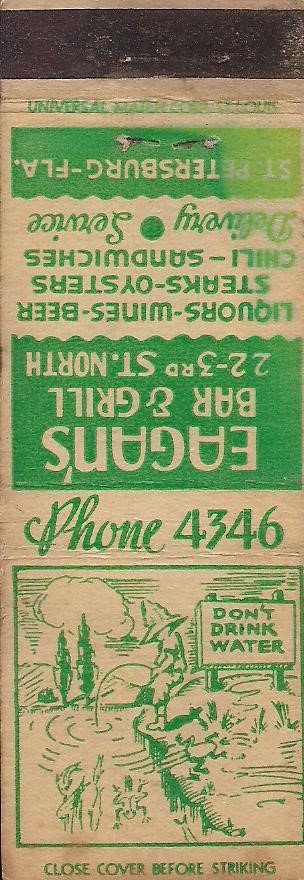 UNIVERSAL MATCH CORP. ST. LOUIS
EAGAN'S
BAR & GRILL
22-3RD ST. NORTH
LIQUORS-WINES-BEER
STEAKS-OYSTERS
CHILI-SANDWICHES
Delivery • Service
ST. PETERSBURG-FLA.
Phone 4346
DON'T
DRINK
WATER
CLOSE COVER BEFORE STRIKING